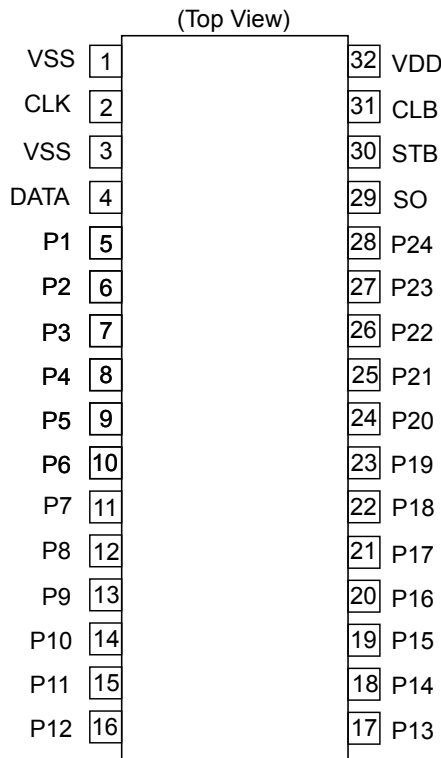 (Top View)
VSS 1 32 VDD
CLK 2 31 CLB
VSS 3 30 STB
DATA 4 29 SO
P1 5 28 P24
P2 6 27 P23
P3 7 26 P22
P4 8 25 P21
P5 9 24 P20
P6 10 23 P19
P7 11 22 P18
P8 12 21 P17
P9 13 20 P16
P10 14 19 P15
P11 15 18 P14
P12 16 17 P13